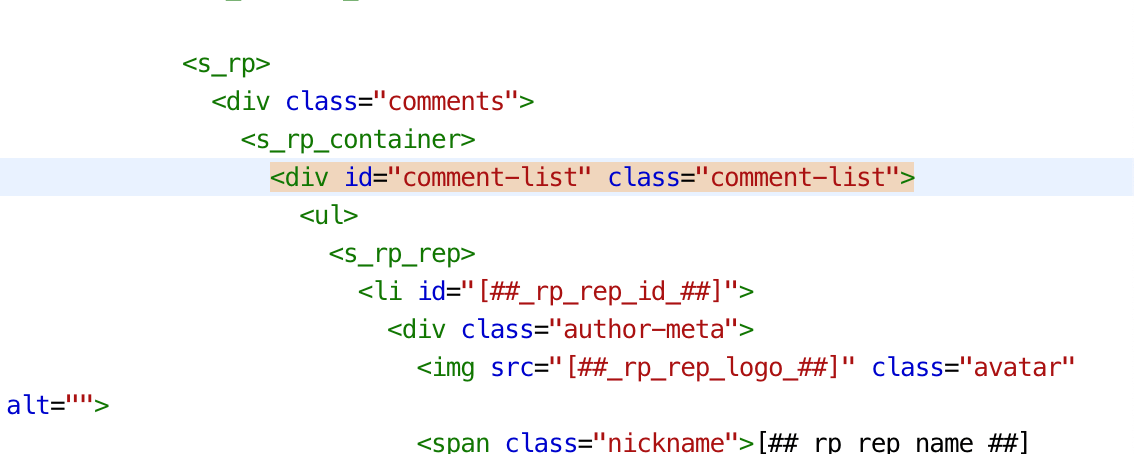 <s_rp>
<div class="comments">
<s_rp_container>
<div id="comment-list" class="comment-list">
<ul>
<s_rp_rep>
<li id="[##_rp_rep_id_##]">
<div class="author-meta">
<img src="[##_rp_rep_logo_##]" class="avatar"
alt="">
<span class="nickname">[##_rp_rep_name_##]